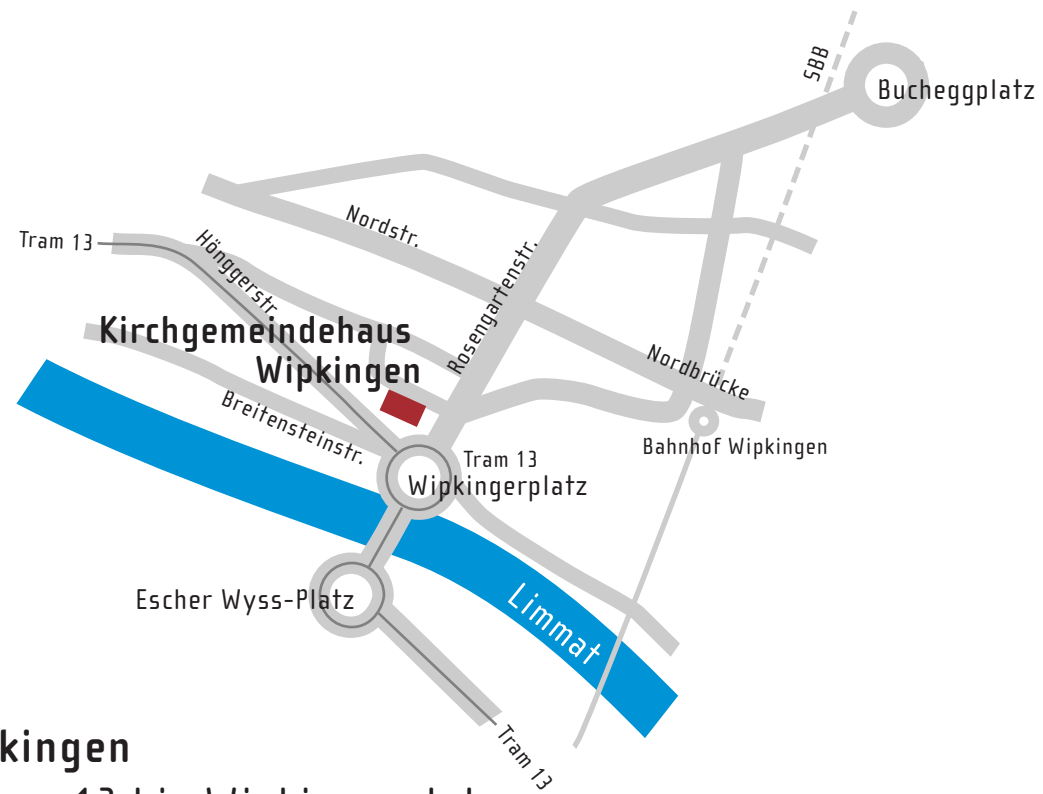 SBB
Bucheggplatz
Nordstr.
Tram 13
Hönggerstr.
Rosengartenstr.
Kirchgemeindehaus
Wipkingen
Nordbrücke
Breitensteinstr.
Bahnhof Wipkingen
Tram 13
Wipkingerplatz
Escher Wyss-Platz
Limmat
Tram 13
kingen